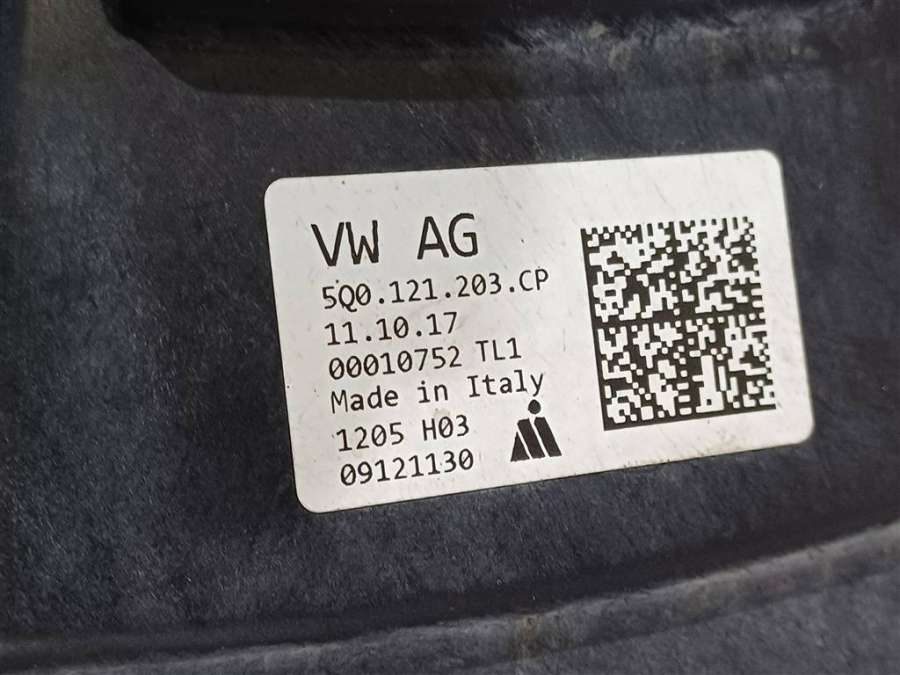 VW AG
5Q0.121.203.CP
11.10.17
00010752 TL1
Made in Italy
1205 H03
09121130